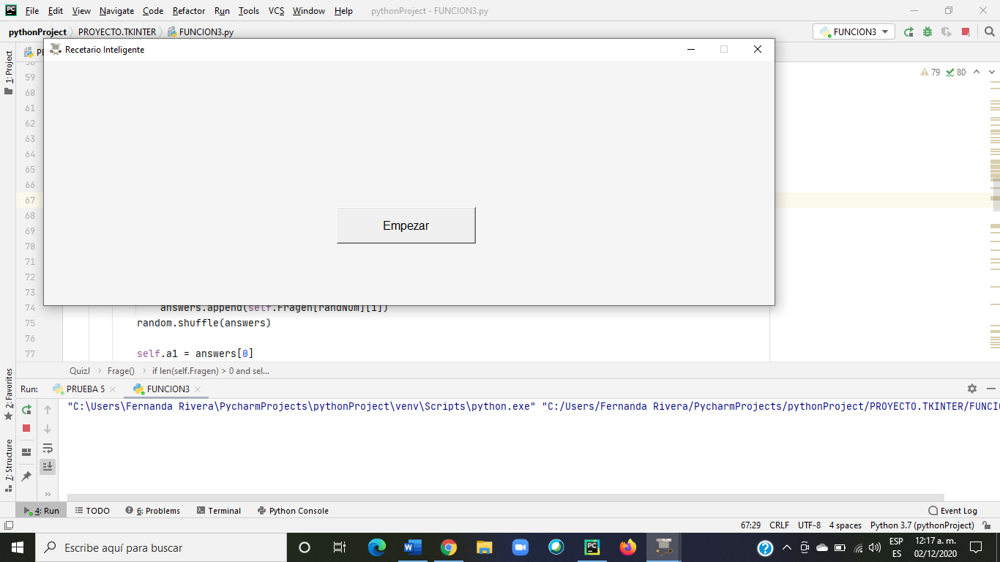 File Edit View Navigate Code Refactor Run Tools VCS Window Help pythonProject - FUNCION3.py
pythonProject PROYECTO.TKINTER FUNCION3.py FUNCION3
Recetario Inteligente
1: Project
79 80
59
60
61
62
63
64
65
66
67
68
69
70
71
72
73
Empezar
74 answers.append(self.Fragen[randNum][i])
75 random.shuffle(answers)
76
77 self.a1 = answers[0]
QuizJ Frage() if len(self.Fragen) > 0 and sel...
2: Favorites
7: Structure
Run: PRUEBA 5 FUNCION3
"C:\Users\Fernanda Rivera\PycharmProjects\pythonProject\venv\Scripts\python.exe" "C:/Users/Fernanda Rivera/PycharmProjects/pythonProject/PROYECTO.TKINTER/FUNCIO
4: Run TODO 6: Problems Terminal Python Console Event Log
67:29 CRLF UTF-8 4 spaces Python 3.7 (pythonProject)
Escribe aquí para buscar
ESP
ES
12:17 a. m.
02/12/2020